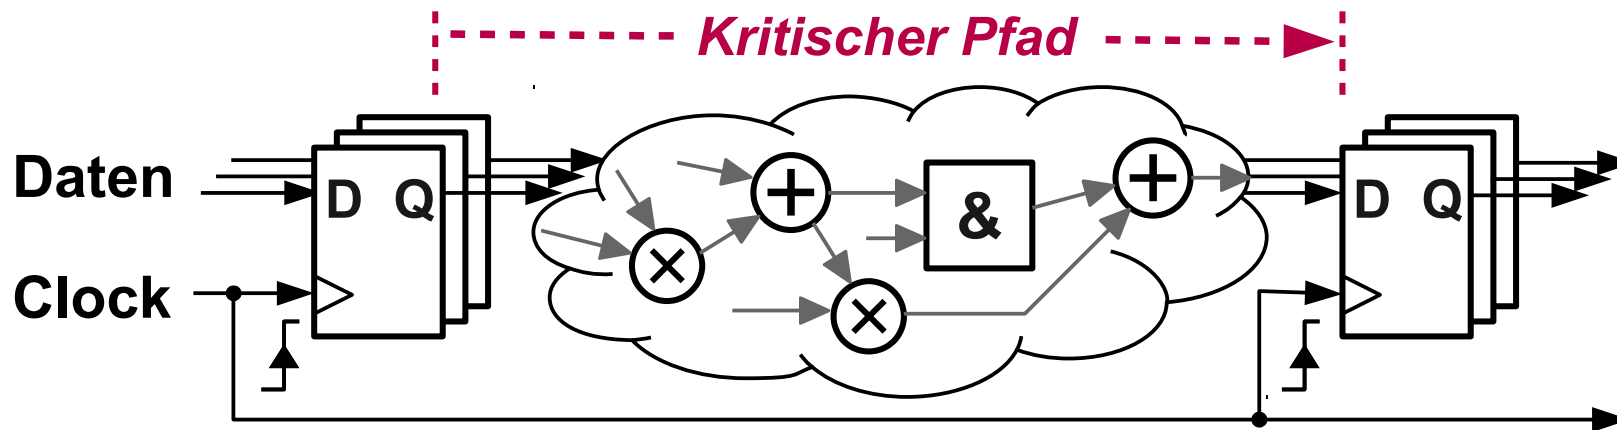 Kritischer Pfad
Daten
D Q
&
D Q
Clock